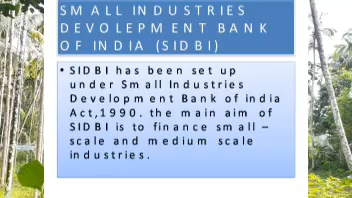 SMALL INDUSTRIES
DEVOLEPMENT BANK
OF INDIA (SIDBI)
• SIDBI has been set up
under Small Industries
Development Bank of india
Act,1990. the main aim of
SIDBI is to finance small –
scale and medium scale
industries.